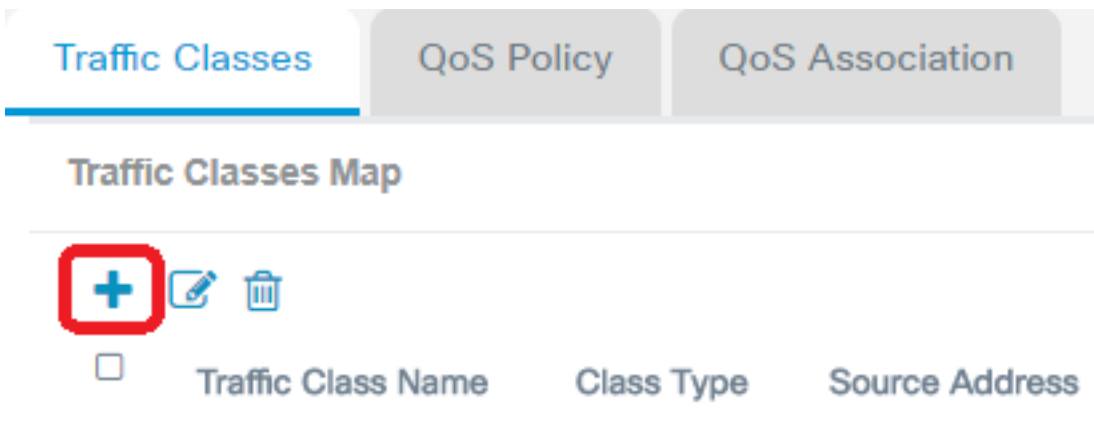 Traffic Classes QoS Policy QoS Association
Traffic Classes Map
Traffic Class Name Class Type Source Address